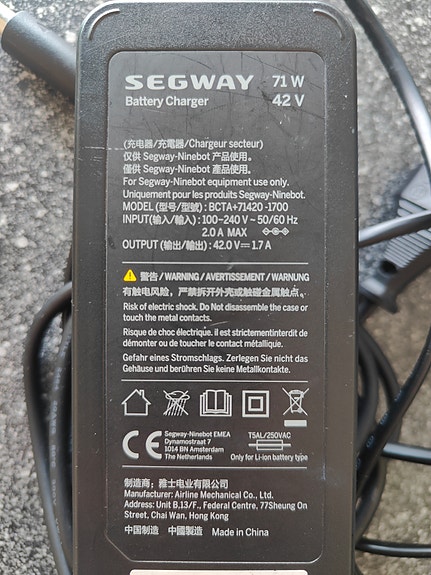 SEGWAY 71 W
Battery Charger 42 V
(充电器/充電器/Chargeur secteur)
仅供 Segway-Ninebot 产品使用。
僅供 Segway-Ninebot 產品使用。
For Segway-Ninebot equipment use only.
Uniquement pour les produits Segway-Ninebot.
MODEL (型号/型號): BCTA+71420-1700
INPUT(输入/輸入): 100-240 V~50/60 Hz
2.0 A MAX
OUTPUT (输出/輸出): 42.0 V⎓1.7 A
警告/WARNING/AVERTISSEMENT/WARNUNG
有触电风险，严禁拆开外壳或触碰金属触点。
Risk of electric shock. Do not disassemble the case or
touch the metal contacts.
Risque de choc électrique. il est strictementinterdit de
démonter ou de toucher le contact métallique.
Gefahr eines Stromschlags. Zerlegen Sie nicht das
Gehäuse und berühren Sie keine Metallkontakte.
CE
Segway-Ninebot EMEA
Dynamostraat 7
1014 BN Amsterdam
The Netherlands
T5AL/250VAC
Only for Li-ion battery type
制造商：雅士电业有限公司
Manufacturer: Airline Mechanical Co., Ltd.
Address: Unit B,13/F., Federal Centre, 77Sheung On
Street, Chai Wan, Hong Kong
中国制造 中國製造 Made in China